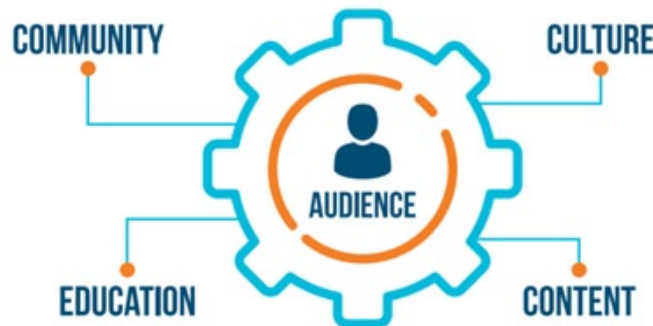 COMMUNITY
CULTURE
AUDIENCE
EDUCATION
CONTENT